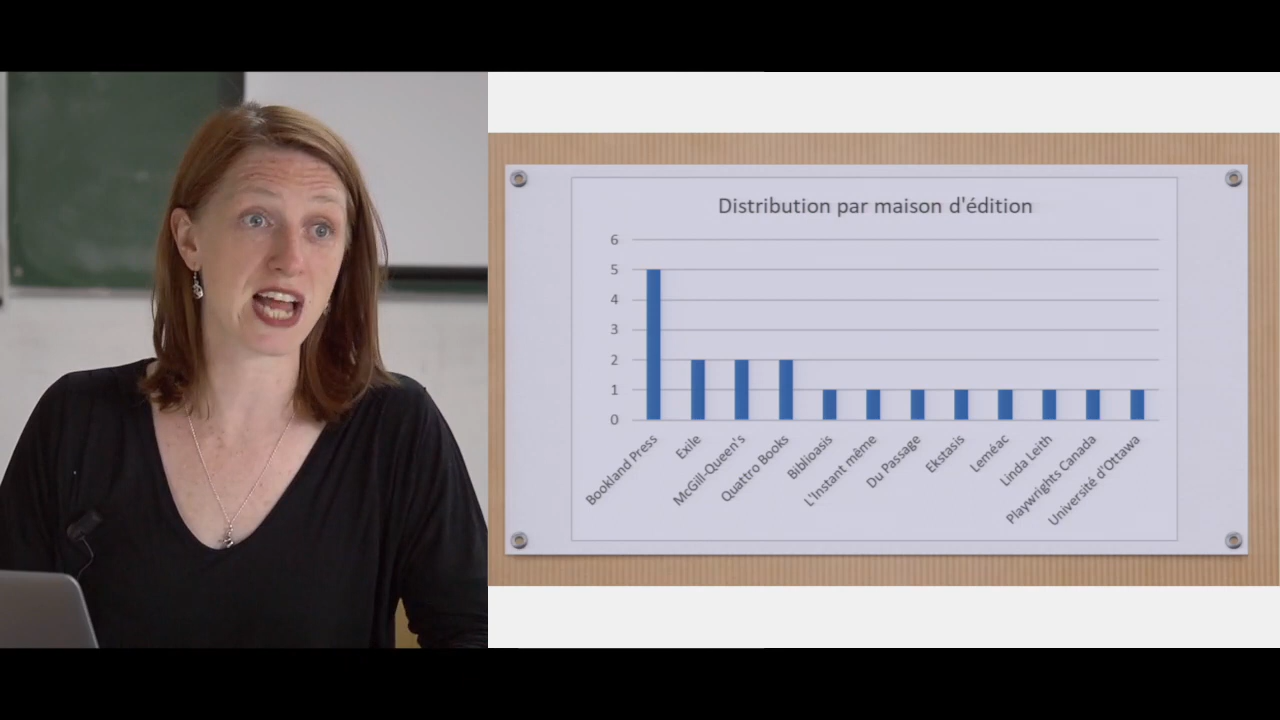 Distribution par maison d'édition
6
5
4
3
2
1
0
Bookland Press
Exile
McGill-Queen's
Quattro Books
Biblioasis
L'Instant même
Du Passage
Ekstasis
Leméac
Linda Leith
Playwrights Canada
Université d'Ottawa